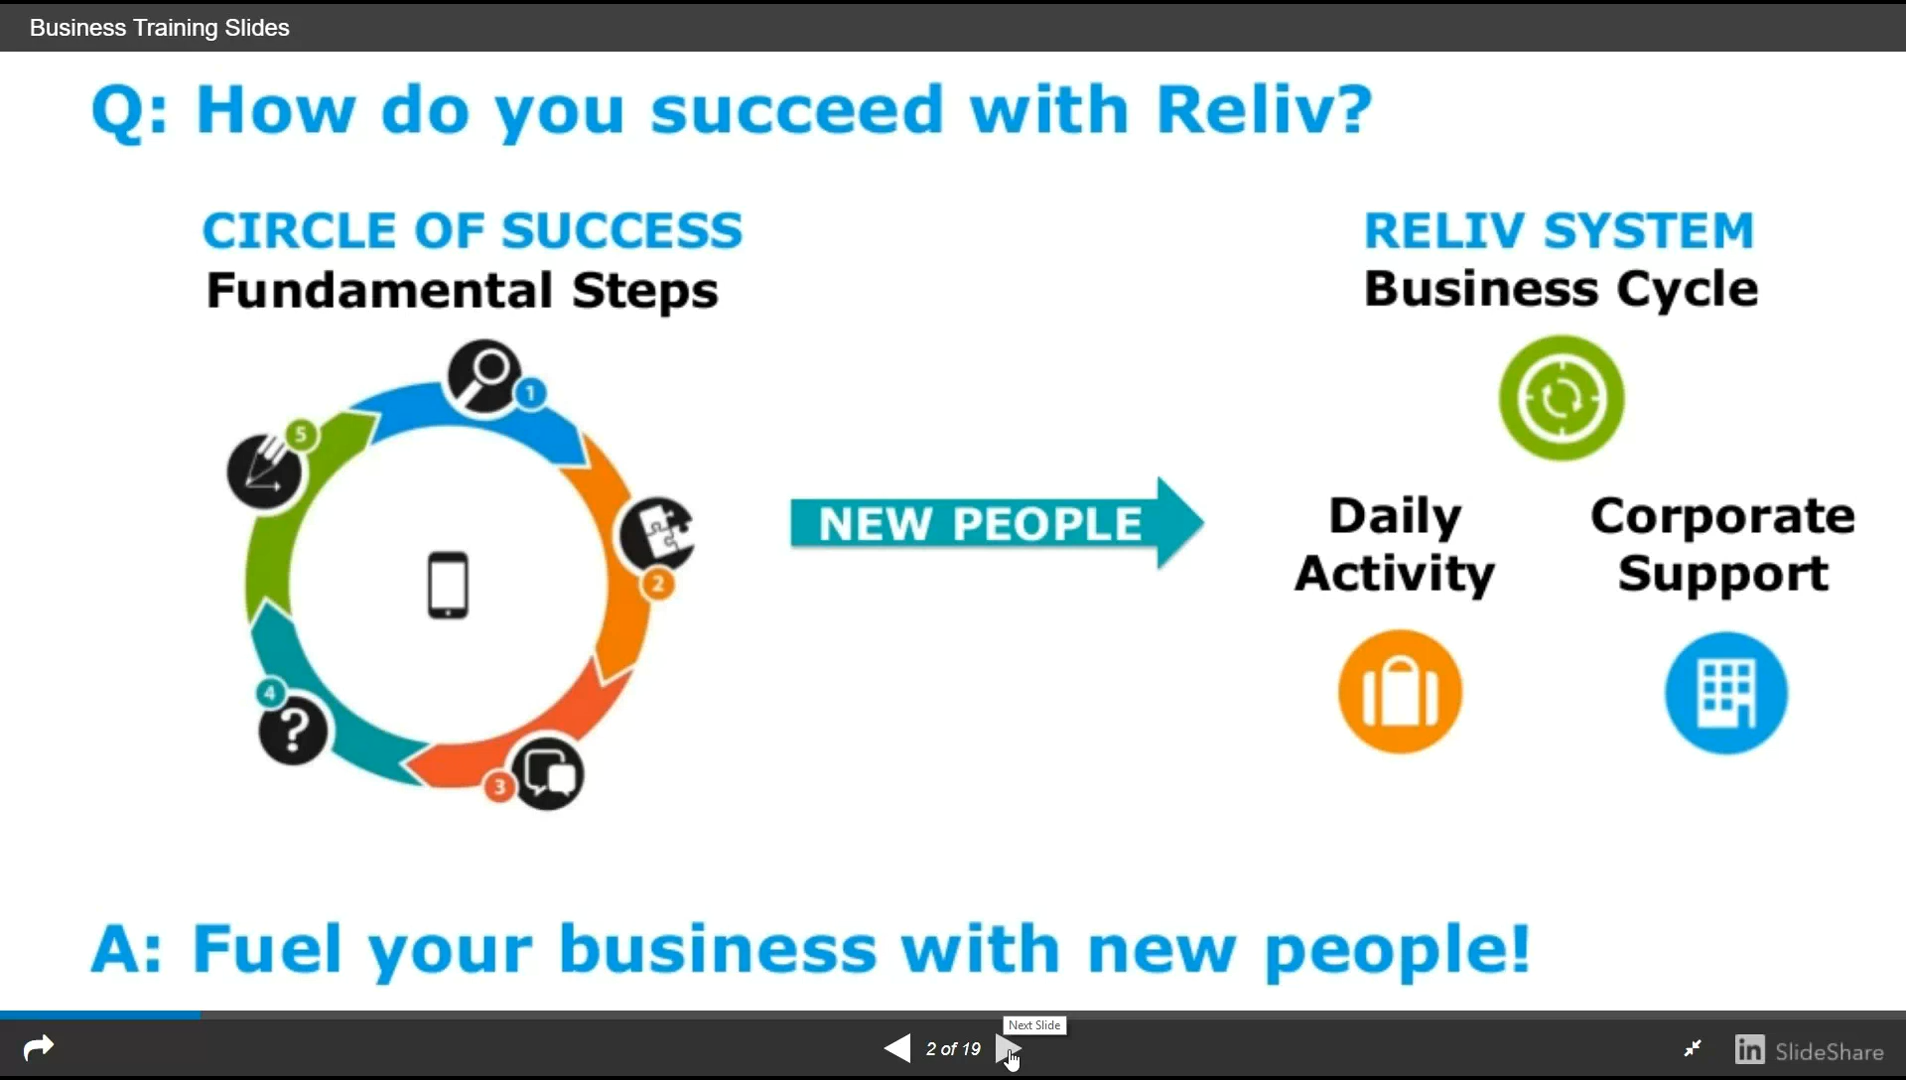 Business Training Slides
Q: How do you succeed with Reliv?
CIRCLE OF SUCCESS
Fundamental Steps
RELIV SYSTEM
Business Cycle
1
5
2
4
?
3
NEW PEOPLE
Daily
Activity
Corporate
Support
A: Fuel your business with new people!
Next Slide
2 of 19
in SlideShare